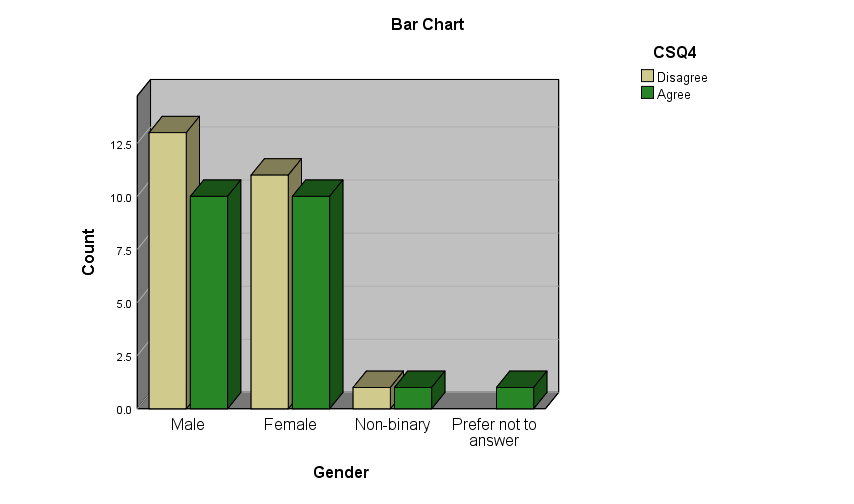 Bar Chart
CSQ4
Disagree
Agree
12.5
10.0
7.5
5.0
2.5
0.0
Count
Male
Female
Non-binary
Prefer not to
answer
Gender